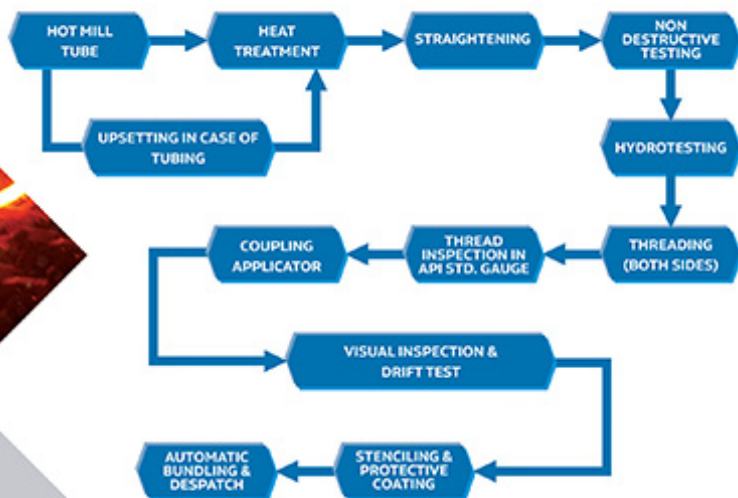 HOT MILL
TUBE
HEAT
TREATMENT
STRAIGHTENING
NON
DESTRUCTIVE
TESTING
UPSETTING IN CASE OF
TUBING
HYDROTESTING
THREADING
(BOTH SIDES)
THREAD
INSPECTION IN
API STD. GAUGE
COUPLING
APPLICATOR
VISUAL INSPECTION &
DRIFT TEST
STENCILING &
PROTECTIVE
COATING
AUTOMATIC
BUNDLING &
DESPATCH